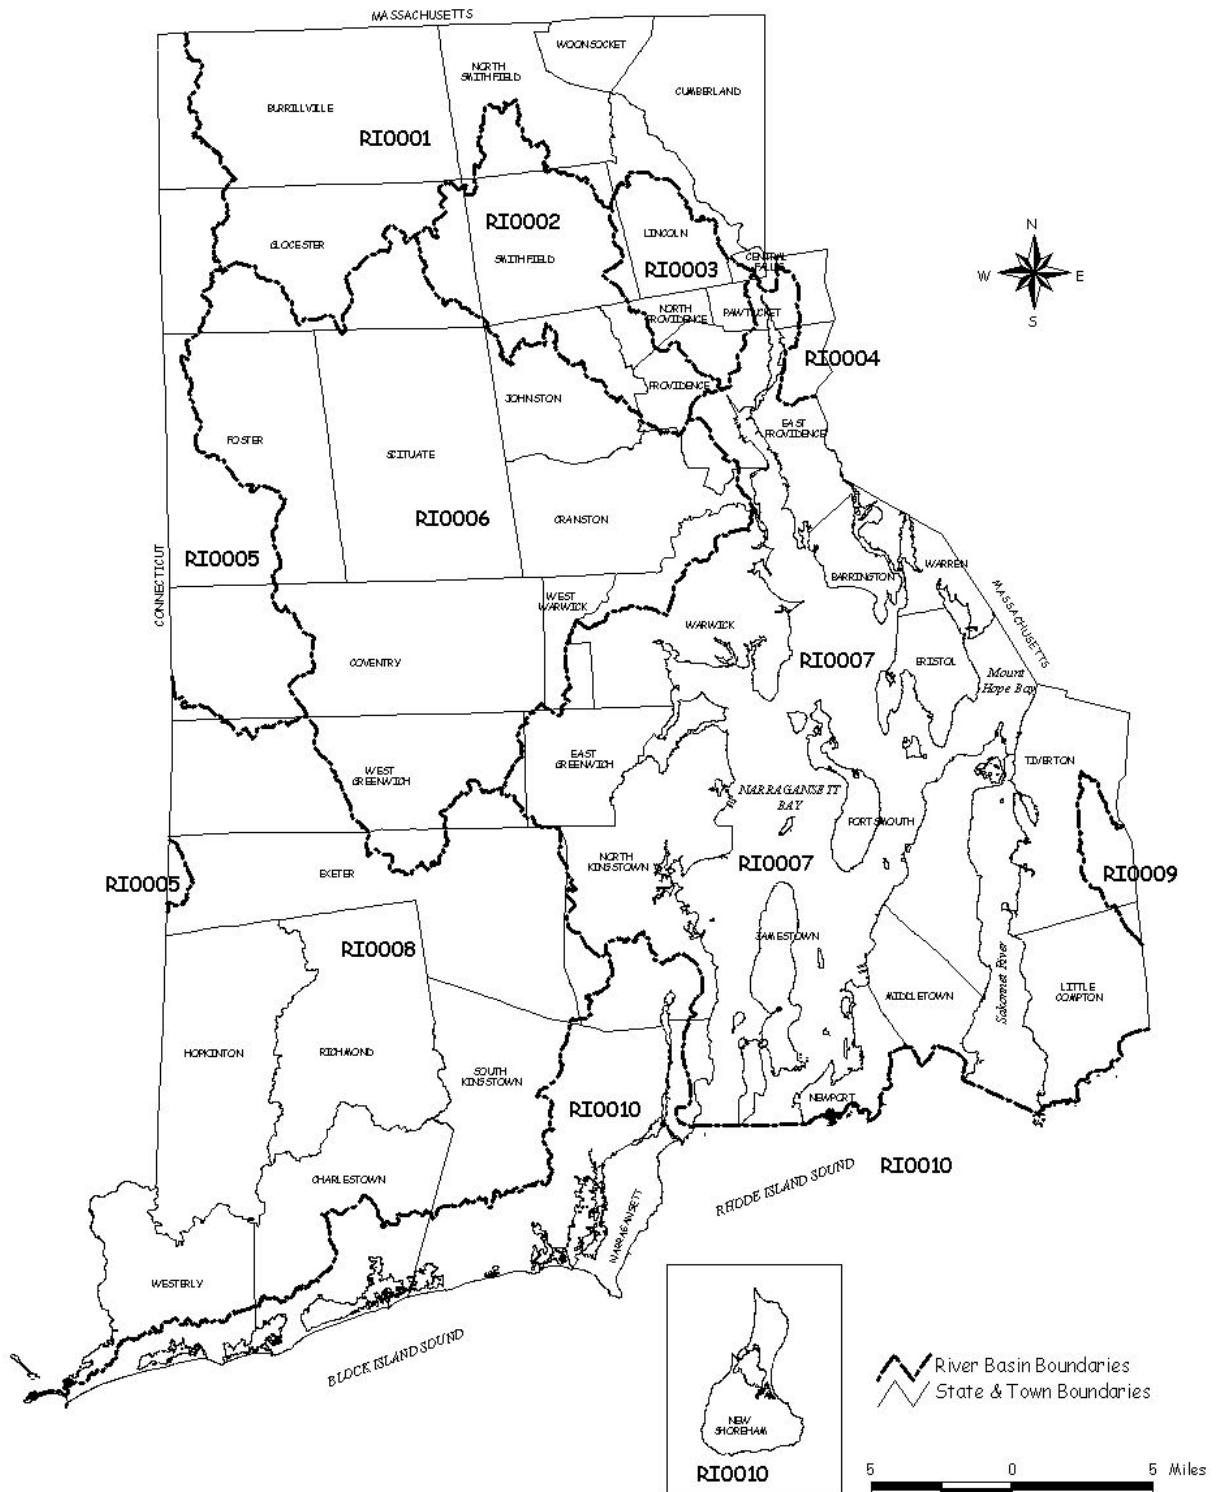 MASSACHUSETTS
WOONSOCKET
NORTH
SMITHFIELD
CUMBERLAND
BURRILLVILLE
RI0001
RI0002
LINCOLN
GLOCESTER
SMITHFIELD
RI0003
CENTRAL
FALLS
N
W E
S
NORTH
PROVIDENCE
PAWTUCKET
RI0004
PROVIDENCE
JOHNSTON
EAST
PROVIDENCE
FOSTER
SCITUATE
RI0006
CRANSTON
RI0005
CONNECTICUT
WEST
WARWICK
BARRINGTON
WARREN
MASSACHUSETTS
WARWICK
COVENTRY
RI0007
BRISTOL
Mount
Hope Bay
WEST
GREENWICH
EAST
GREENWICH
TIVERTON
NARRAGANSETT
BAY
PORTSMOUTH
NORTH
KINGSTOWN
RI0007
RI0009
RI0005
EXETER
RI0008
JAMESTOWN
Sakonnet River
MIDDLETOWN
LITTLE
COMPTON
HOPKINTON
RICHMOND
SOUTH
KINGSTOWN
RI0010
NEWPORT
CHARLESTOWN
RHODE ISLAND SOUND
RI0010
NARRAGANSETT
WESTERLY
BLOCK ISLAND SOUND
NEW
SHOREHAM
RI0010
River Basin Boundaries
State & Town Boundaries
5 0 5 Miles